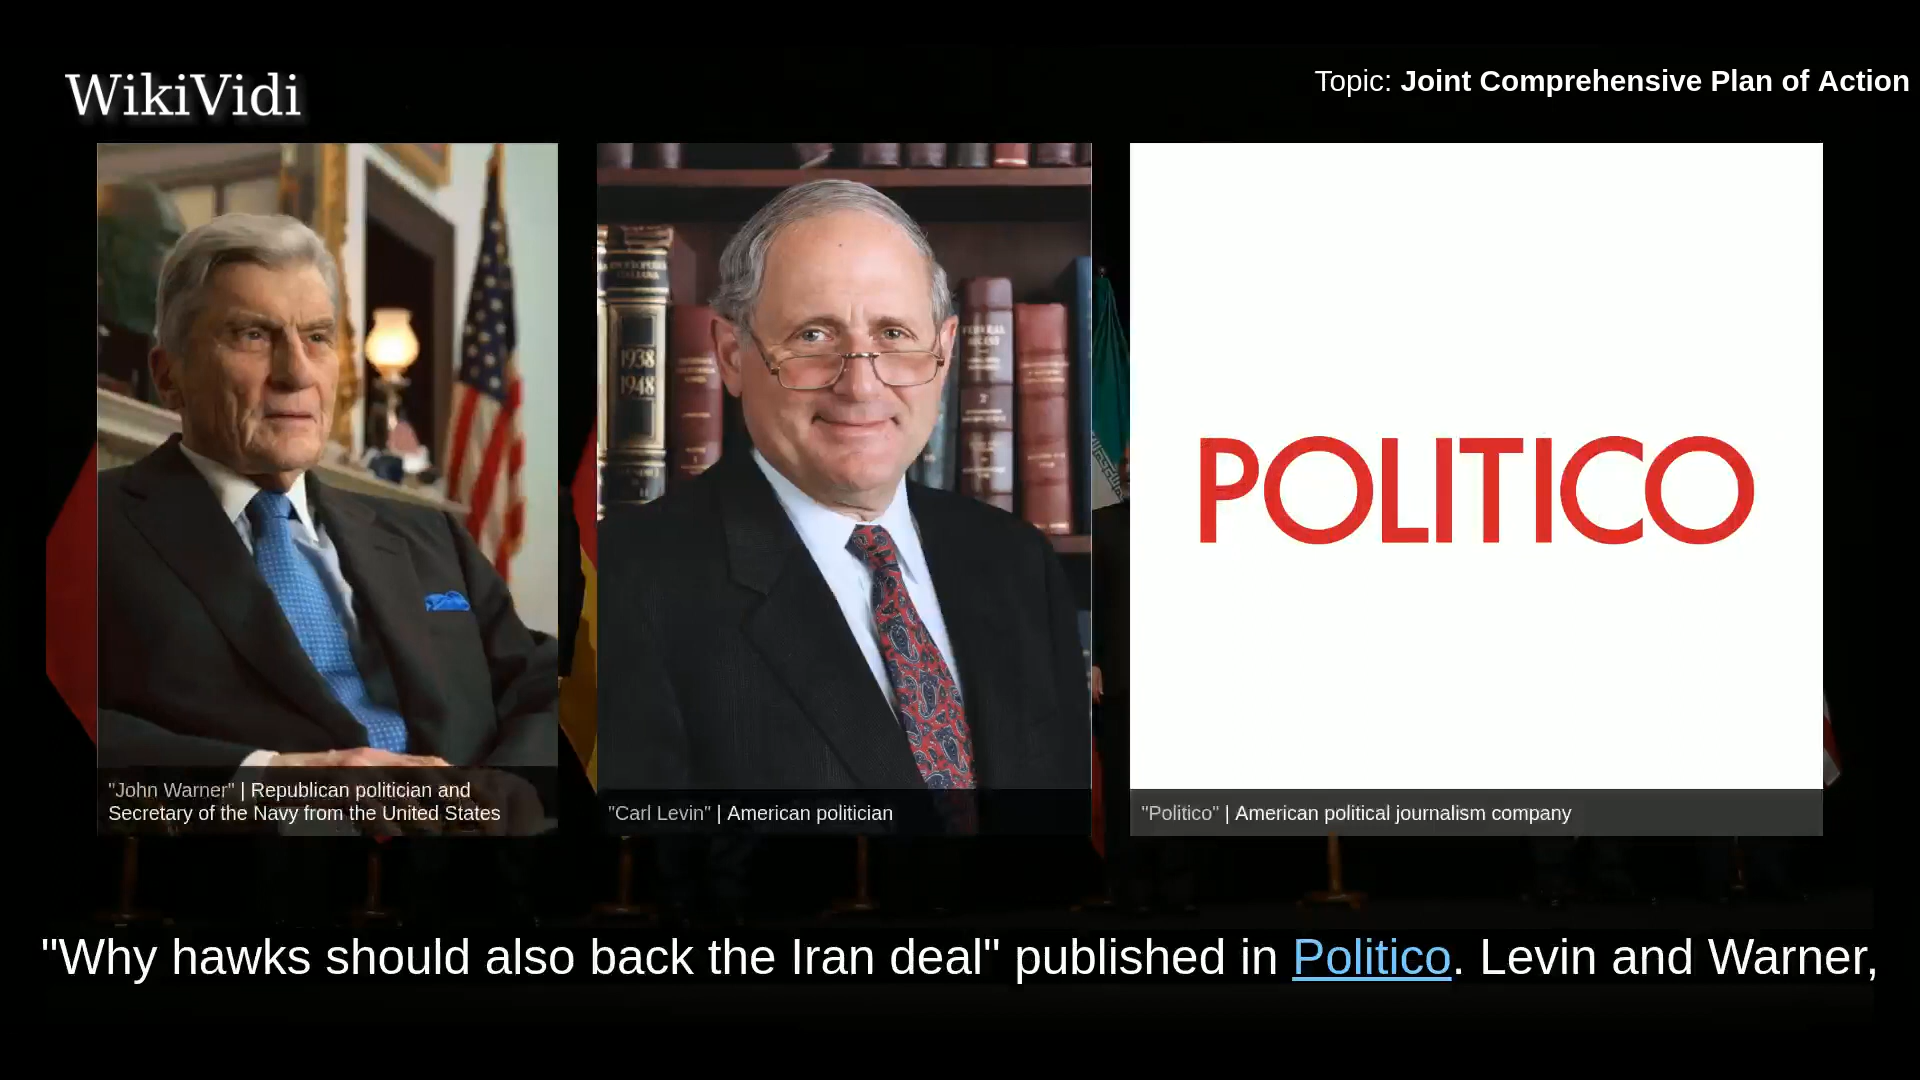 WikiVidi
Topic: Joint Comprehensive Plan of Action
1938
1948
POLITICO
"John Warner" | Republican politician and
Secretary of the Navy from the United States
"Carl Levin" | American politician
"Politico" | American political journalism company
"Why hawks should also back the Iran deal" published in Politico. Levin and Warner,